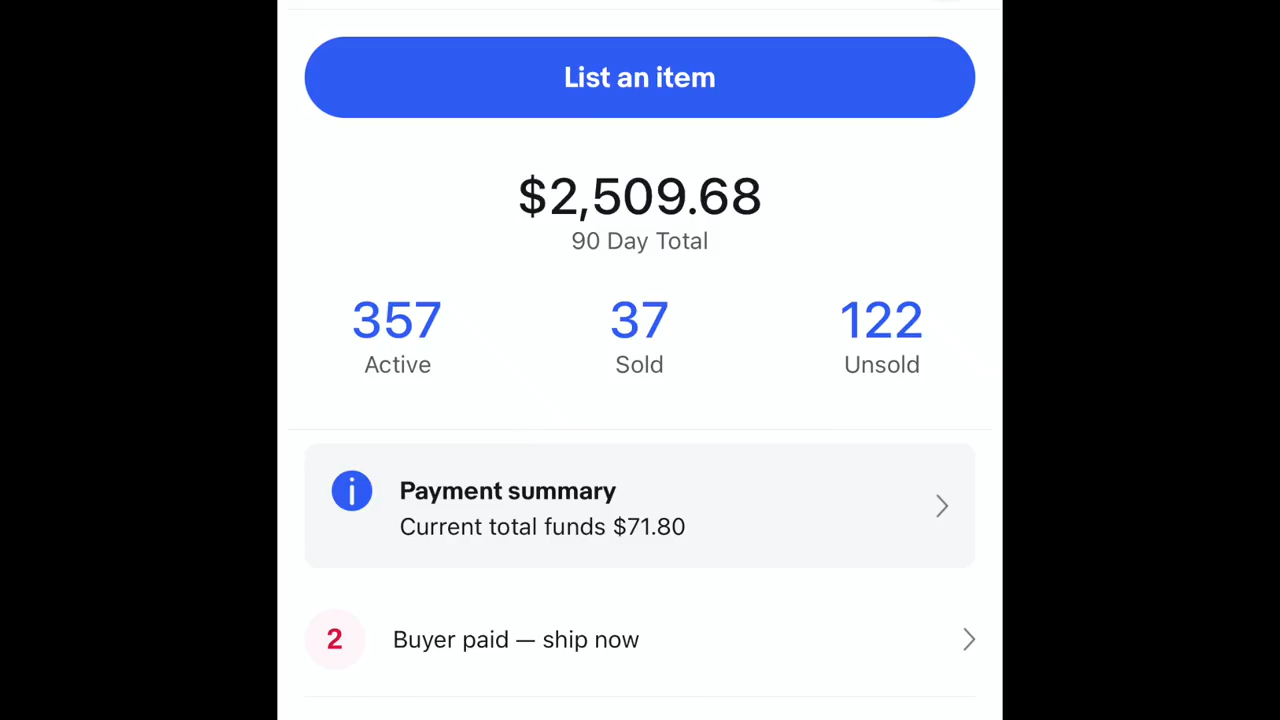 List an item
$2,509.68
90 Day Total
357
Active
37
Sold
122
Unsold
Payment summary
Current total funds $71.80
2
Buyer paid — ship now